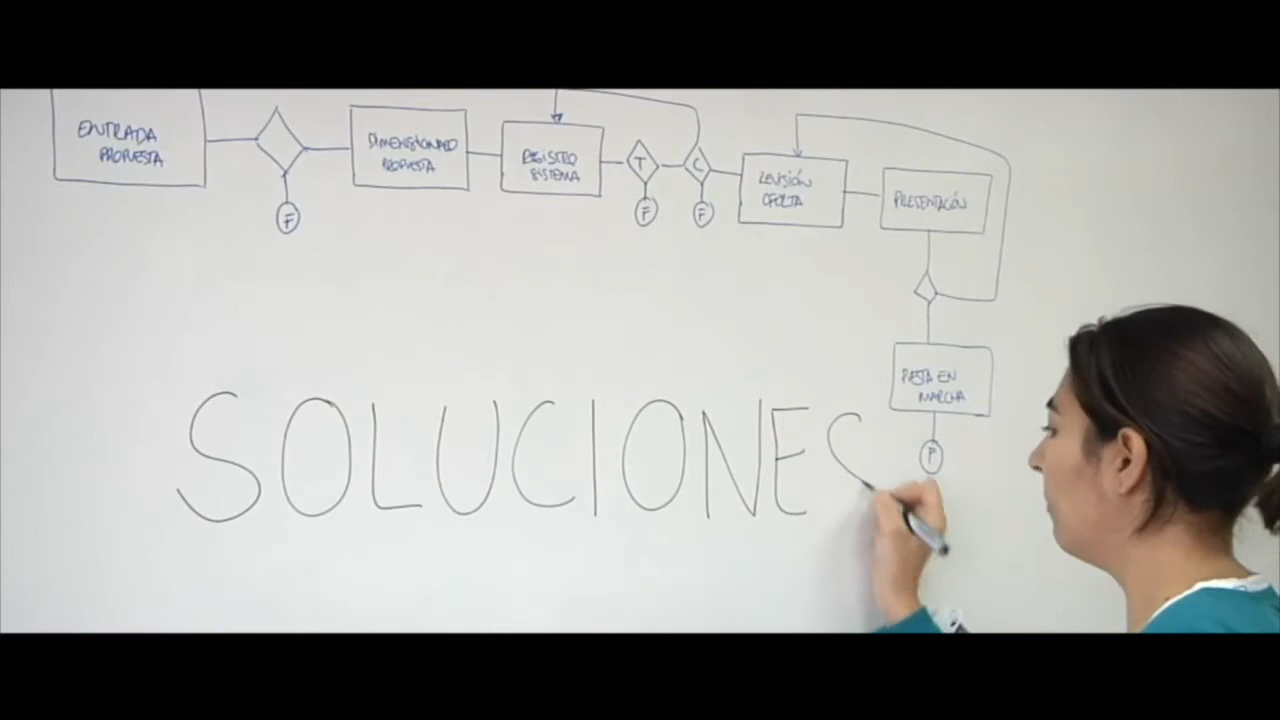 ENTRADA
PROPUESTA
F
DIMENSIONADO
PROPUESTA
REGISTRO
SISTEMA
T
F
C
F
REVISIÓN
OFERTA
PRESENTACIÓN
PUESTA EN
MARCHA
P
SOLUCIONES